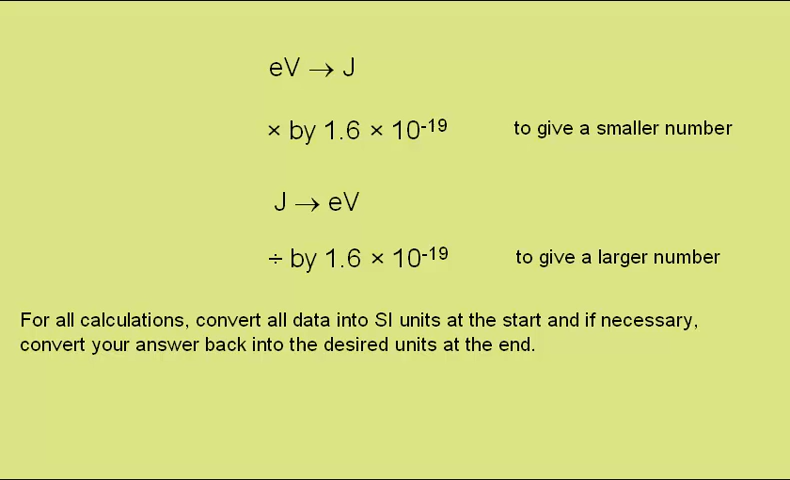 eV → J
× by 1.6 × 10⁻¹⁹ to give a smaller number
J → eV
÷ by 1.6 × 10⁻¹⁹ to give a larger number
For all calculations, convert all data into SI units at the start and if necessary,
convert your answer back into the desired units at the end.